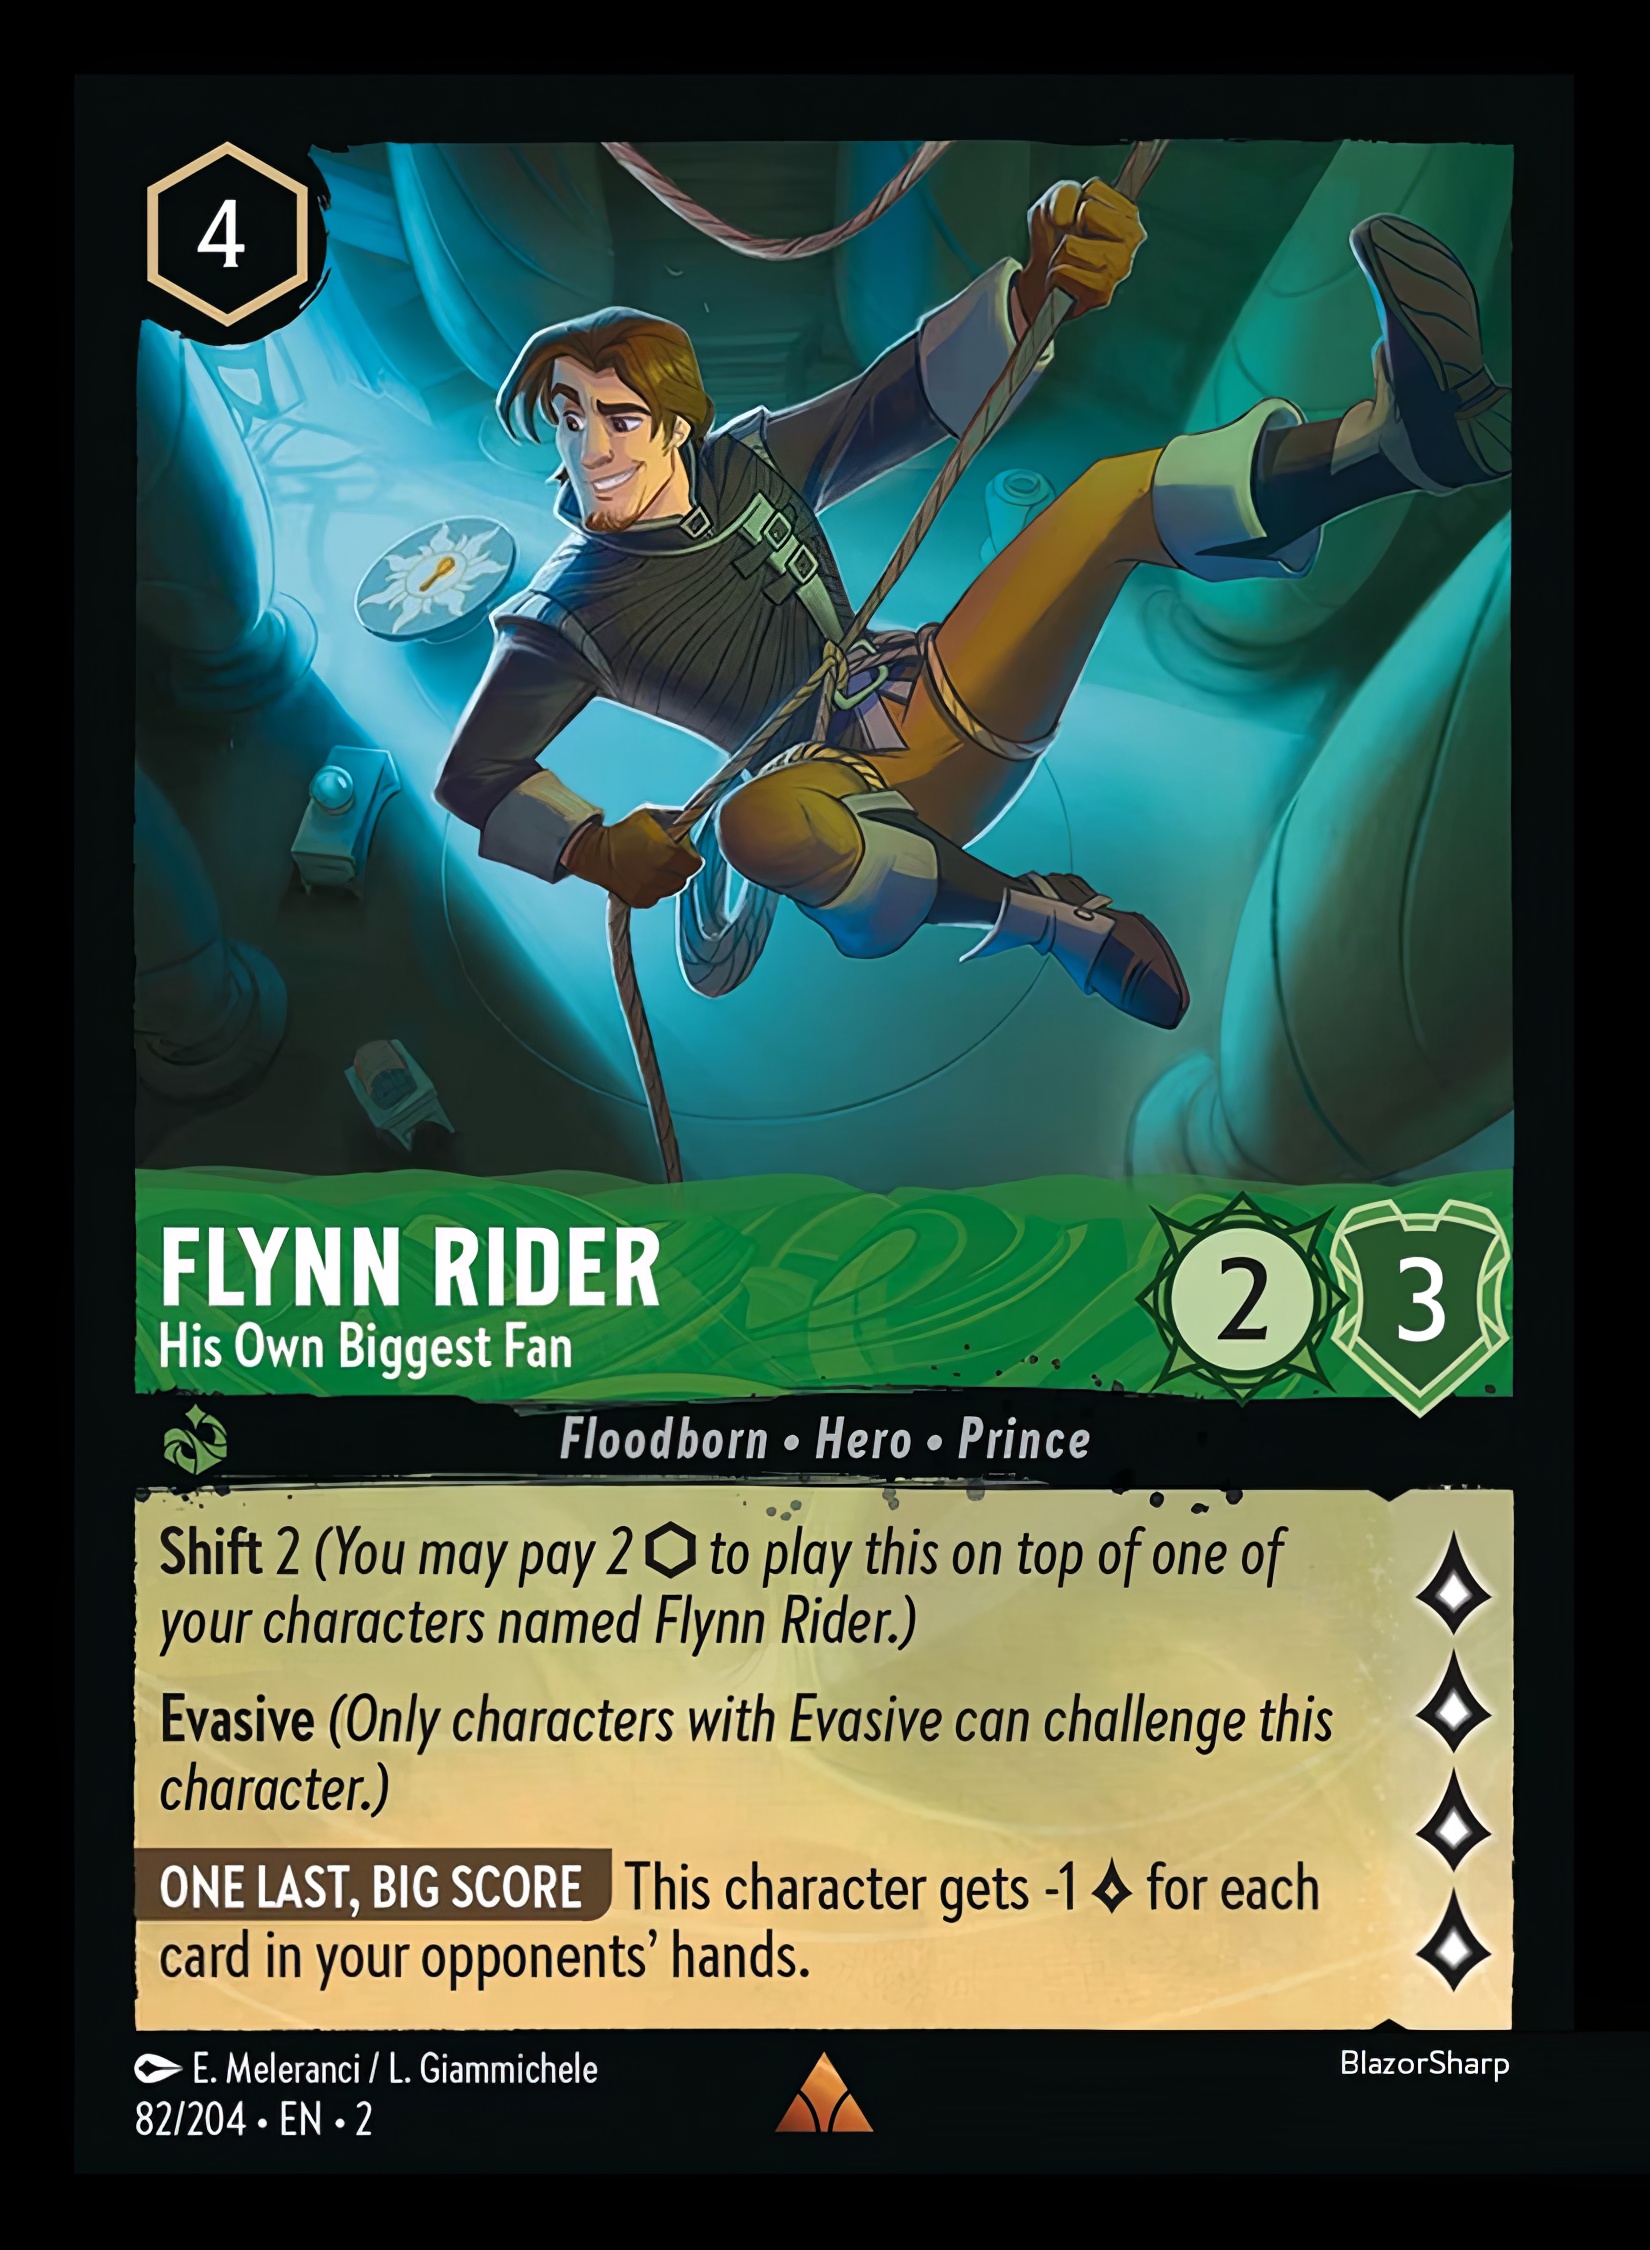 4
FLYNN RIDER
His Own Biggest Fan
2
3
Floodborn • Hero • Prince
Shift 2 (You may pay 2 ⬡ to play this on top of one of
your characters named Flynn Rider.)
Evasive (Only characters with Evasive can challenge this
character.)
ONE LAST, BIG SCORE This character gets -1 ⟡ for each
card in your opponents’ hands.
E. Meleranci / L. Giammichele
BlazorSharp
82/204 • EN • 2